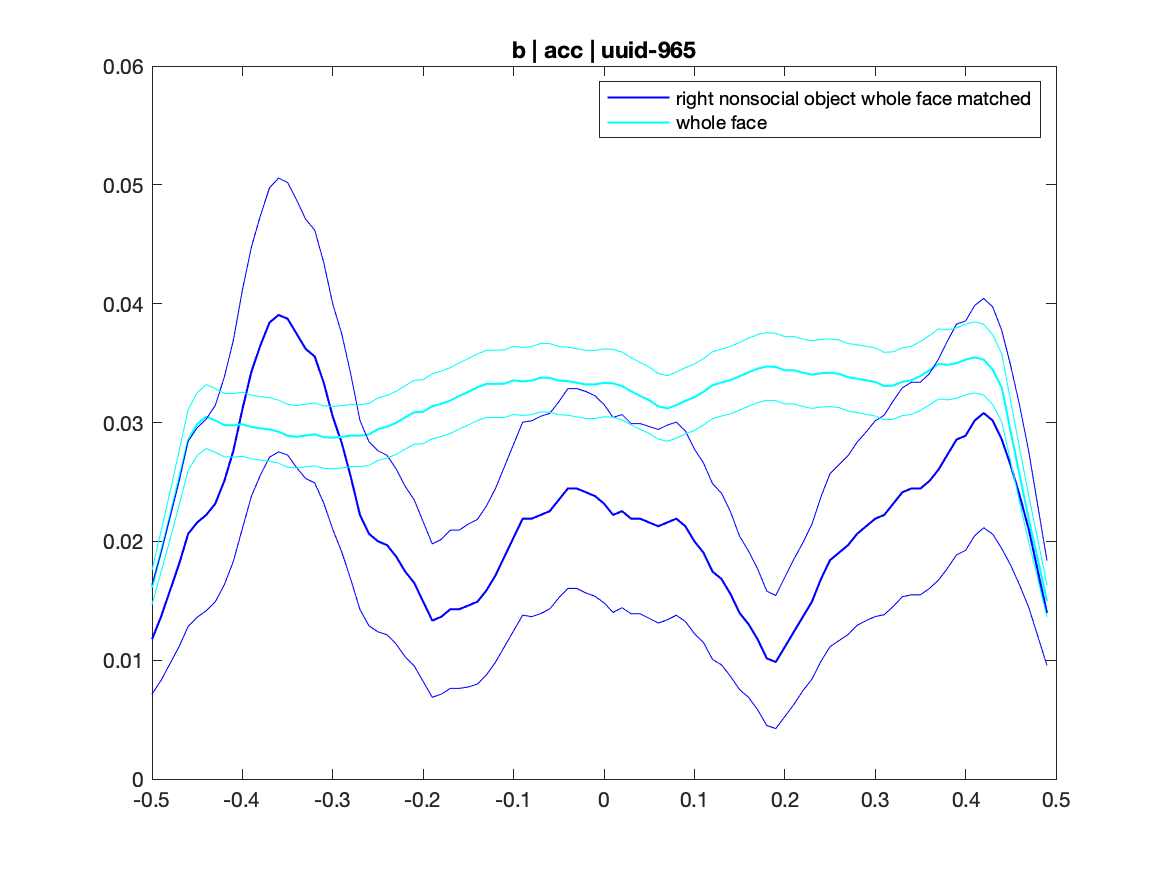 b | acc | uuid-965
0.06
right nonsocial object whole face matched
whole face
0.05
0.04
0.03
0.02
0.01
0
-0.5 -0.4 -0.3 -0.2 -0.1 0 0.1 0.2 0.3 0.4 0.5